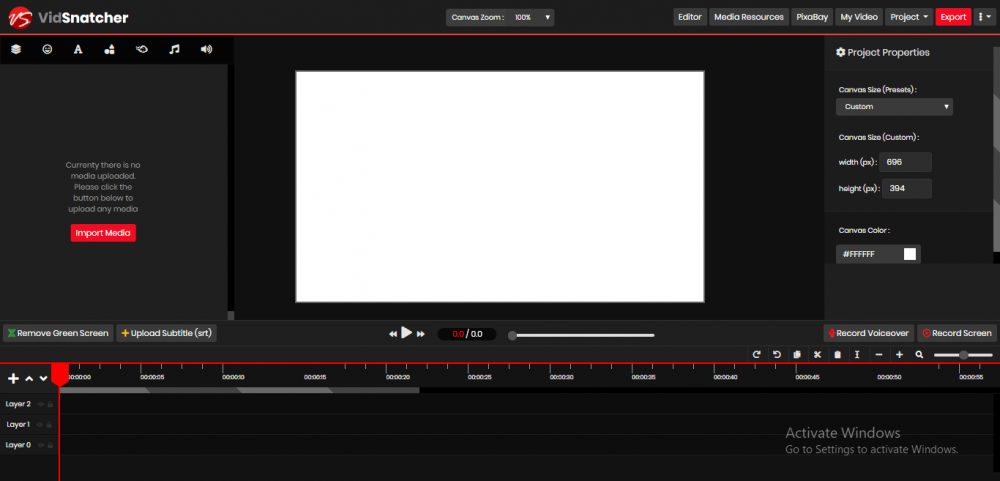 VS VidSnatcher
Canvas Zoom : 100%
Editor
Media Resources
PixaBay
My Video
Project
Export
Project Properties
Canvas Size (Presets) :
Custom
Canvas Size (Custom) :
width (px) : 696
height (px) : 394
Canvas Color :
#FFFFFF
Currenty there is no
media uploaded.
Please click the
button below to
upload any media
Import Media
Remove Green Screen
Upload Subtitle (srt)
0.0 / 0.0
Record Voiceover
Record Screen
00:00:00
00:00:05
00:00:10
00:00:15
00:00:20
00:00:25
00:00:30
00:00:35
00:00:40
00:00:45
00:00:50
00:00:55
Layer 2
Layer 1
Layer 0
Activate Windows
Go to Settings to activate Windows.